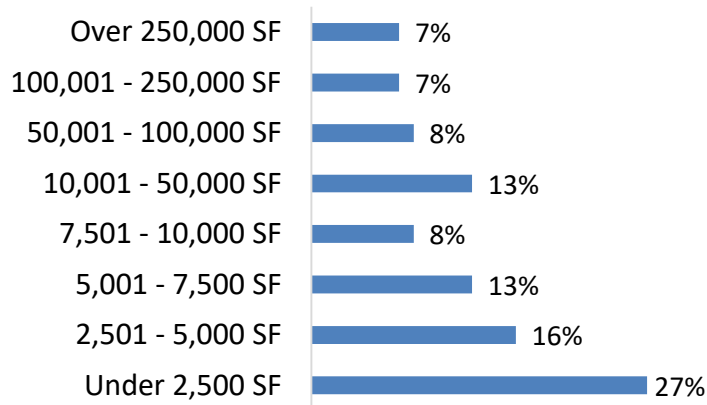 Over 250,000 SF 7%
100,001 - 250,000 SF 7%
50,001 - 100,000 SF 8%
10,001 - 50,000 SF 13%
7,501 - 10,000 SF 8%
5,001 - 7,500 SF 13%
2,501 - 5,000 SF 16%
Under 2,500 SF 27%